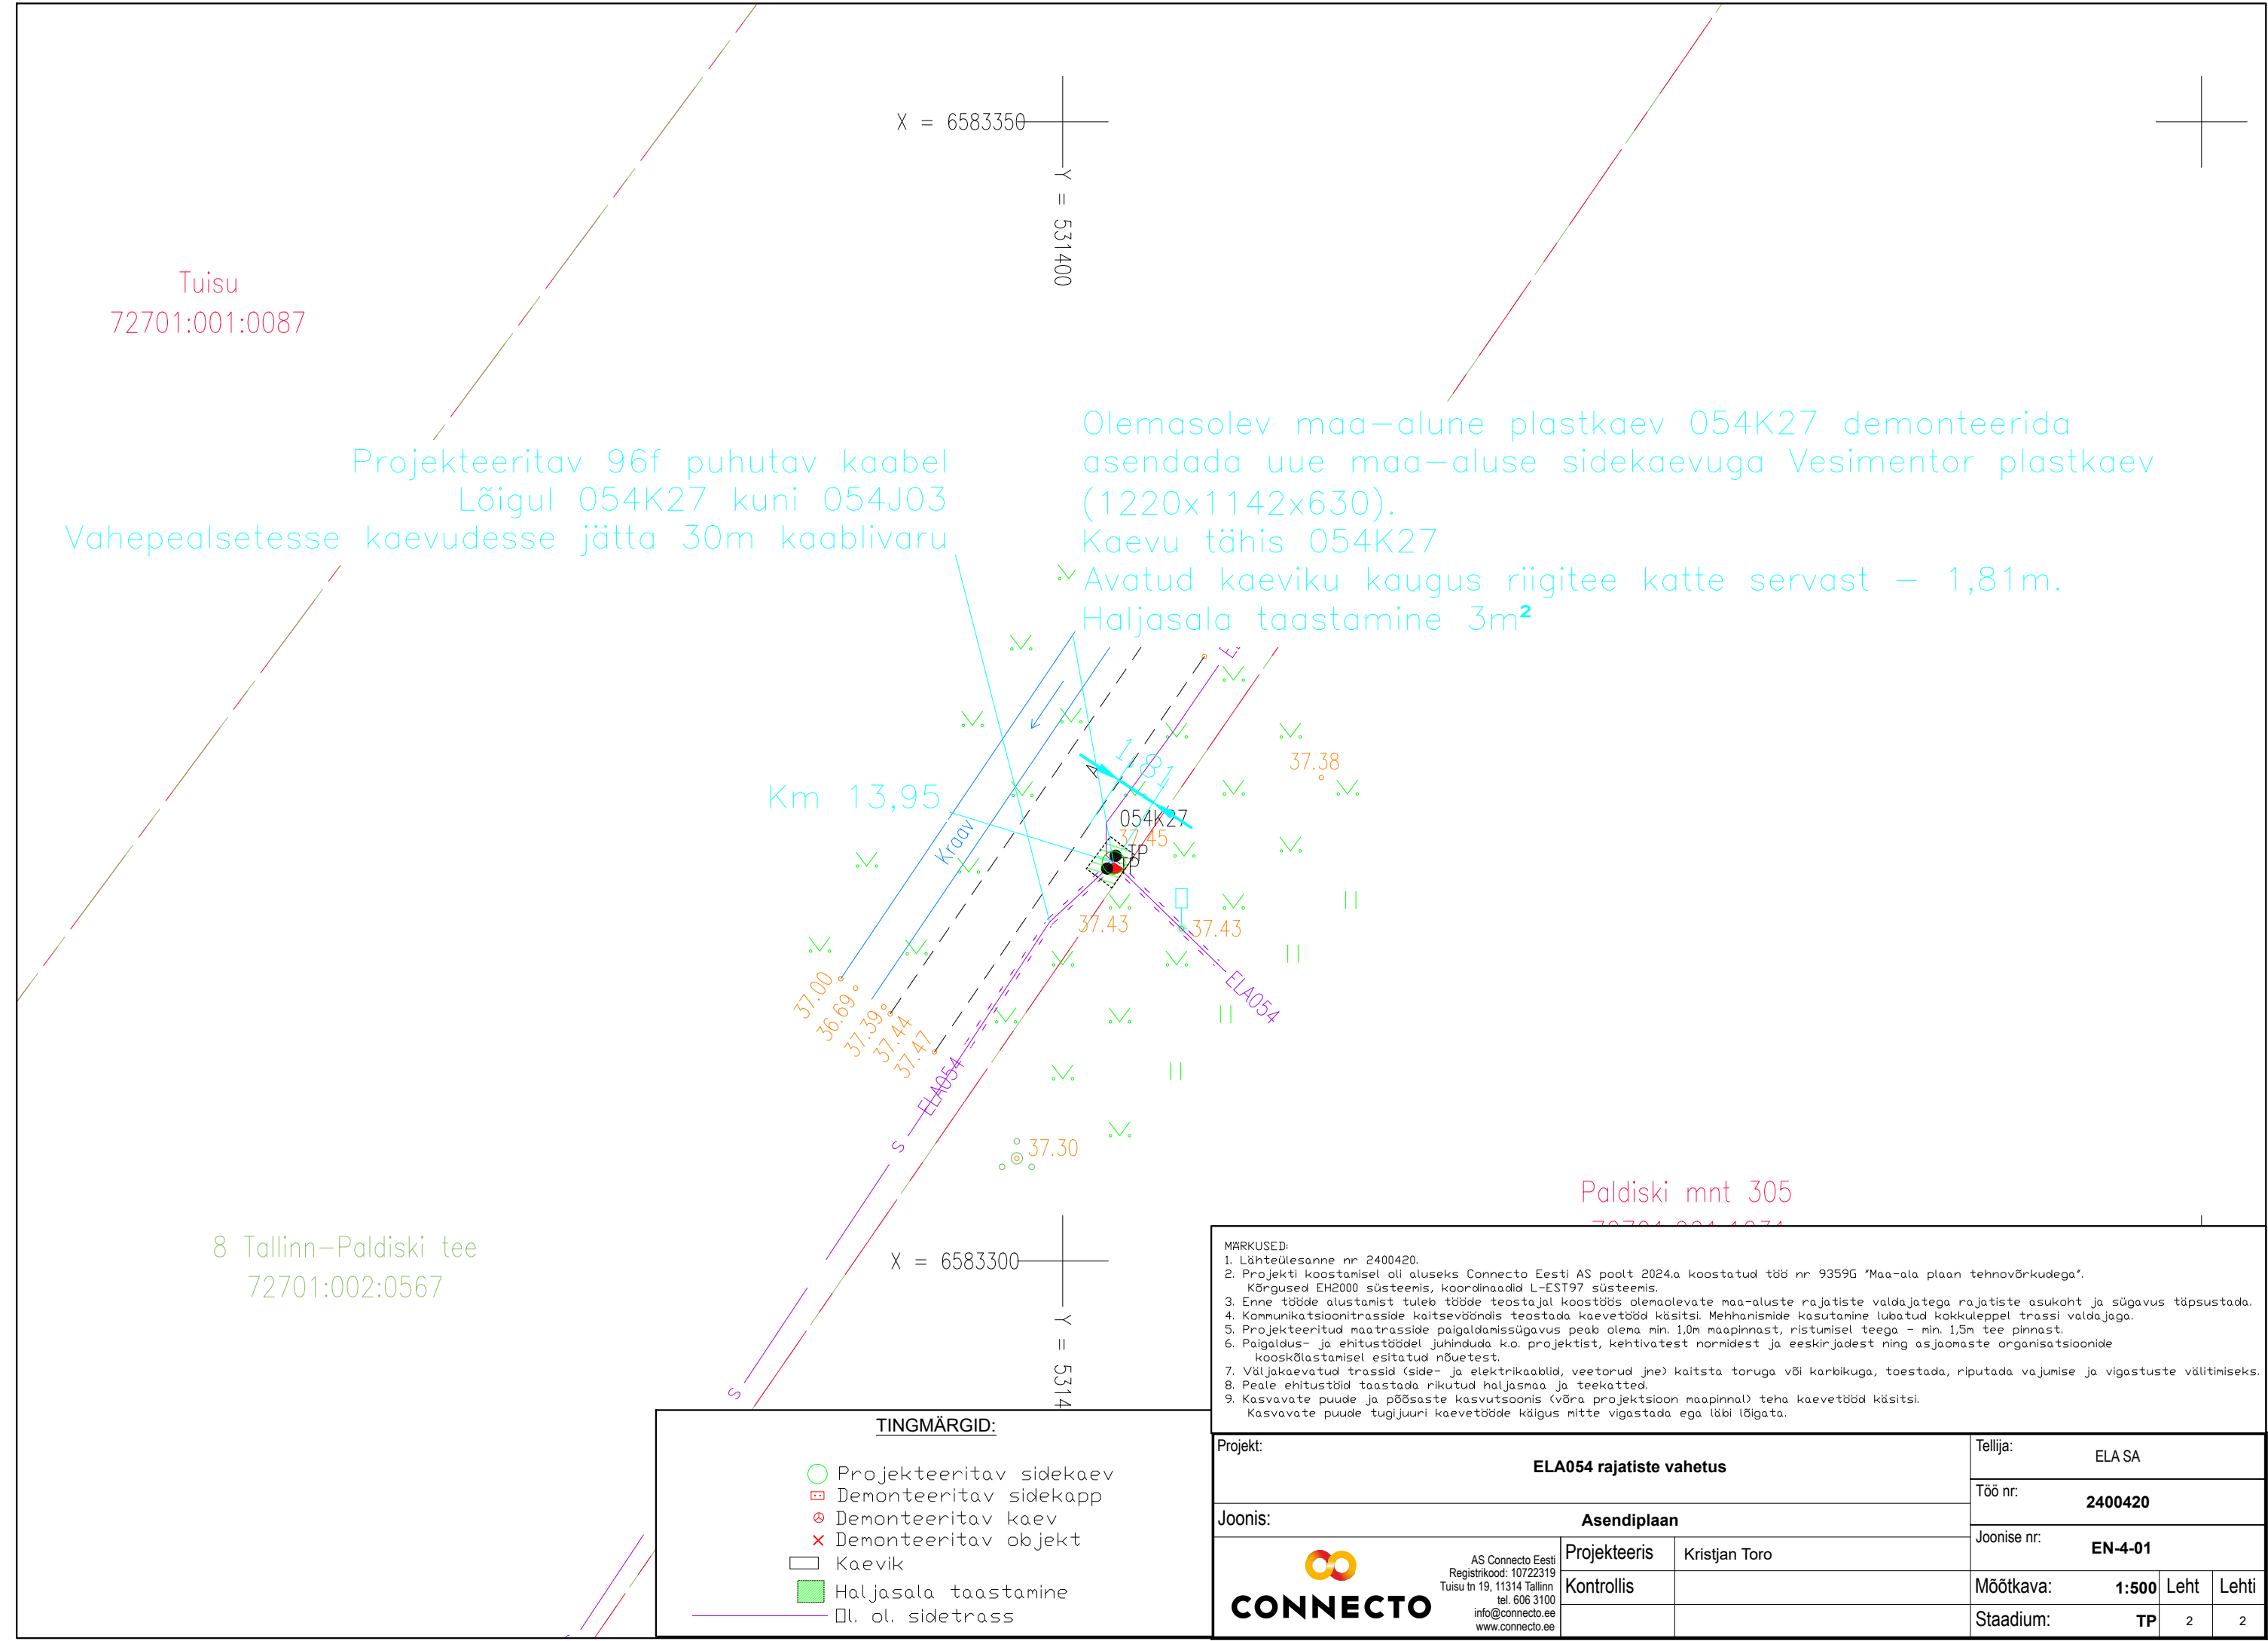 X = 6583350
Y = 531400
Tuisu
72701:001:0087
Projekteeritav 96f puhutav kaabel
Lõigul 054K27 kuni 054J03
Vahepealsetesse kaevudesse jätta 30m kaablivaru
Olemasolev maa-alune plastkaev 054K27 demonteerida
asendada uue maa-aluse sidekaevuga Vesimentor plastkaev
(1220x1142x630).
Kaevu tähis 054K27
Avatud kaeviku kaugus riigitee katte servast – 1,81m.
Haljasala taastamine 3m²
1,81
A
37.38
Km 13,95
Kraav
054K27
37.45
TP
TP
37.43
37.43
ELA054
37.00
36.69
37.39
37.44
37.47
ELA054
S
37.30
Paldiski mnt 305
8 Tallinn-Paldiski tee
72701:002:0567
X = 6583300
Y = 5314
S
S
MÄRKUSED:
1. Lähteülesanne nr 2400420.
2. Projekti koostamisel oli aluseks Connecto Eesti AS poolt 2024.a koostatud töö nr 9359G "Maa-ala plaan tehnovõrkudega".
Kõrgused EH2000 süsteemis, koordinaadid L-EST97 süsteemis.
3. Enne tööde alustamist tuleb tööde teostajal koostöös olemaolevate maa-aluste rajatiste valdajatega rajatiste asukoht ja sügavus täpsustada.
4. Kommunikatsioonitrasside kaitsevööndis teostada kaevetööd käsitsi. Mehhanismide kasutamine lubatud kokkuleppel trassi valdajaga.
5. Projekteeritud maatrasside paigaldamissügavus peab olema min. 1,0m maapinnast, ristumisel teega - min. 1,5m tee pinnast.
6. Paigaldus- ja ehitustöödel juhinduda k.o. projektist, kehtivatest normidest ja eeskirjadest ning asjaomaste organisatsioonide
kooskõlastamisel esitatud nõuetest.
7. Väljakaevatud trassid (side- ja elektrikaablid, veetorud jne) kaitsta toruga või karbikuga, toestada, riputada vajumise ja vigastuste välitimiseks.
8. Peale ehitustöid taastada rikutud haljasmaa ja teekatted.
9. Kasvavate puude ja põõsaste kasvutsoonis (võra projektsioon maapinnal) teha kaevetööd käsitsi.
Kasvavate puude tugijuuri kaevetööde käigus mitte vigastada ega läbi lõigata.
TINGMÄRGID:
Projekteeritav sidekaev
Demonteeritav sidekapp
Demonteeritav kaev
Demonteeritav objekt
Kaevik
Haljasala taastamine
Ol. ol. sidetrass
Projekt:
ELA054 rajatiste vahetus
Tellija:
ELA SA
Töö nr:
2400420
Joonis:
Asendiplaan
Joonise nr:
EN-4-01
CONNECTO
AS Connecto Eesti
Registrikood: 10722319
Tuisu tn 19, 11314 Tallinn
tel. 606 3100
info@connecto.ee
www.connecto.ee
Projekteeris
Kristjan Toro
Kontrollis
Mõõtkava:
1:500
Leht
Lehti
Staadium:
TP
2
2